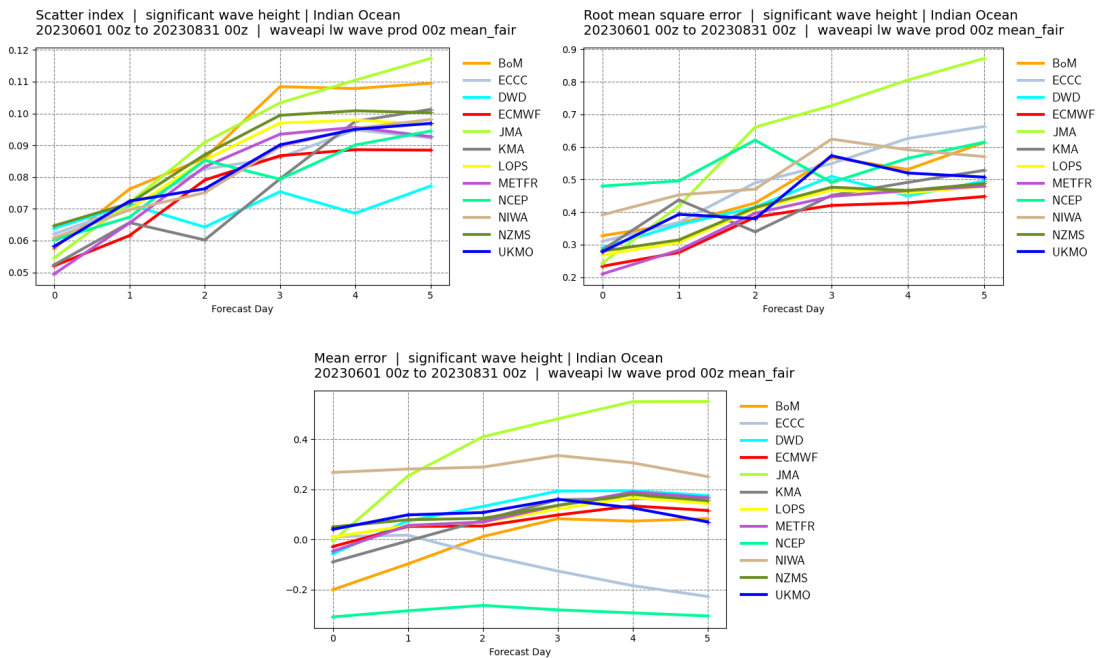 Scatter index  |  significant wave height | Indian Ocean
20230601 00z to 20230831 00z  |  waveapi lw wave prod 00z mean_fair
0.12
0.11
0.10
0.09
0.08
0.07
0.06
0.05
0 1 2 3 4 5
Forecast Day
BoM
ECCC
DWD
ECMWF
JMA
KMA
LOPS
METFR
NCEP
NIWA
NZMS
UKMO
Root mean square error  |  significant wave height | Indian Ocean
20230601 00z to 20230831 00z  |  waveapi lw wave prod 00z mean_fair
0.9
0.8
0.7
0.6
0.5
0.4
0.3
0.2
0 1 2 3 4 5
Forecast Day
BoM
ECCC
DWD
ECMWF
JMA
KMA
LOPS
METFR
NCEP
NIWA
NZMS
UKMO
Mean error  |  significant wave height | Indian Ocean
20230601 00z to 20230831 00z  |  waveapi lw wave prod 00z mean_fair
0.4
0.2
0.0
−0.2
0 1 2 3 4 5
Forecast Day
BoM
ECCC
DWD
ECMWF
JMA
KMA
LOPS
METFR
NCEP
NIWA
NZMS
UKMO